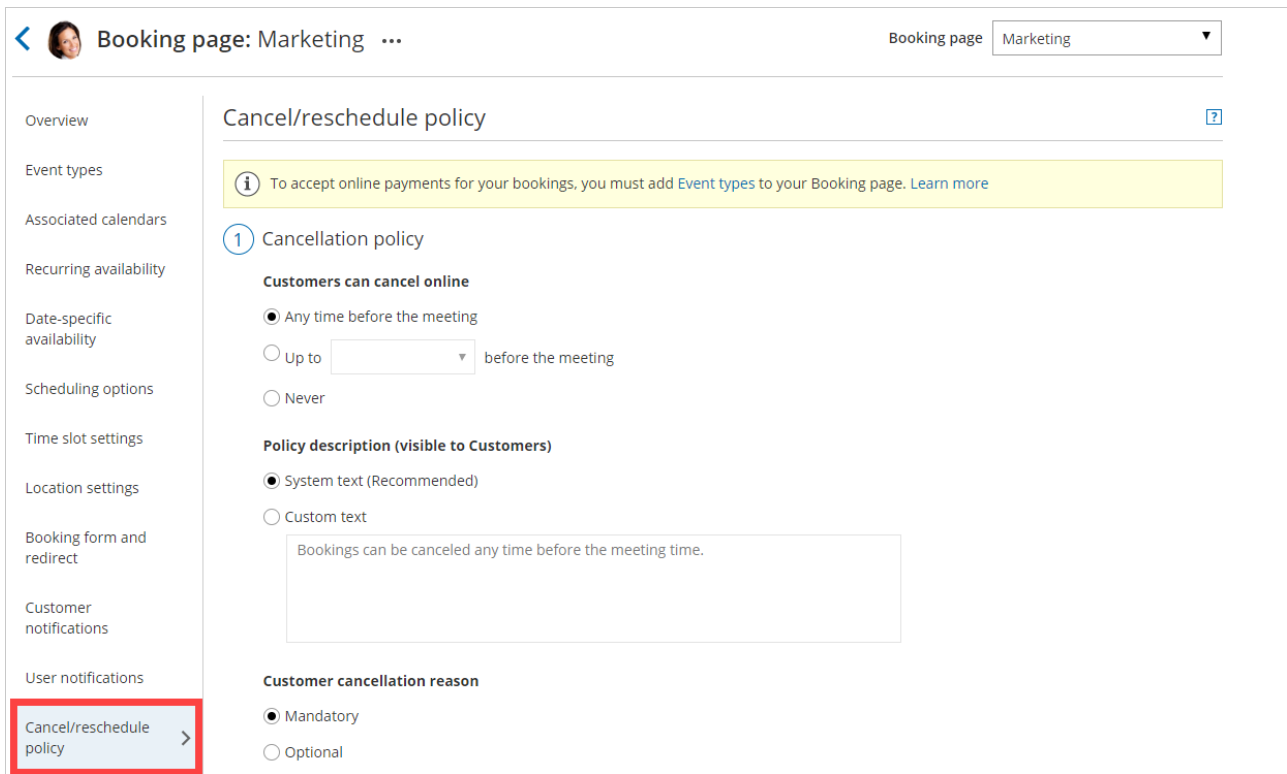 Booking page: Marketing ...
Booking page Marketing
Overview
Event types
Associated calendars
Recurring availability
Date-specific
availability
Scheduling options
Time slot settings
Location settings
Booking form and
redirect
Customer
notifications
User notifications
Cancel/reschedule
policy
Cancel/reschedule policy
?
i To accept online payments for your bookings, you must add Event types to your Booking page. Learn more
1 Cancellation policy
Customers can cancel online
Any time before the meeting
Up to before the meeting
Never
Policy description (visible to Customers)
System text (Recommended)
Custom text
Bookings can be canceled any time before the meeting time.
Customer cancellation reason
Mandatory
Optional